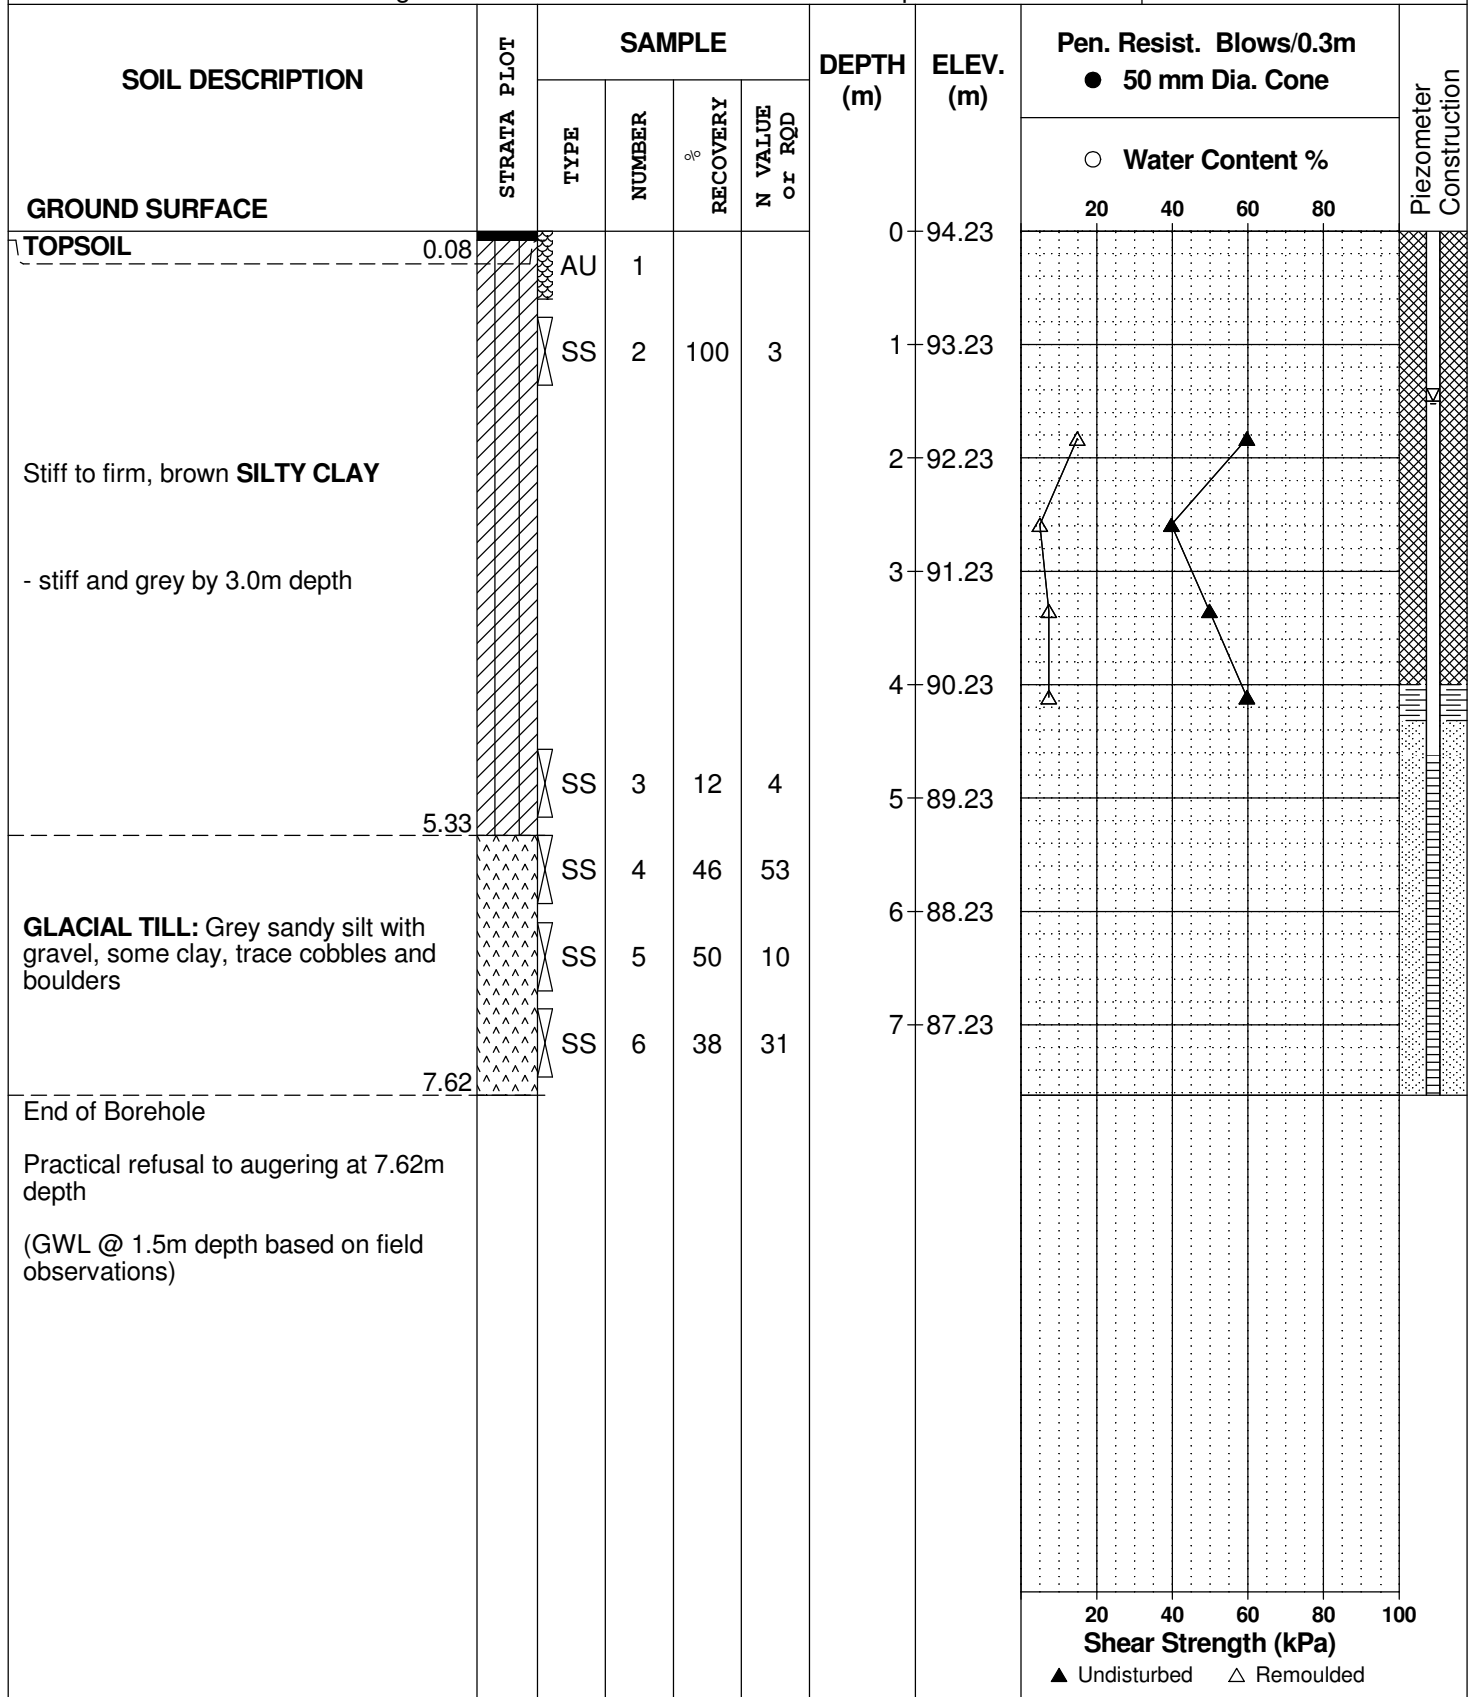 SOIL DESCRIPTION
GROUND SURFACE
STRATA PLOT
SAMPLE
TYPE
NUMBER
% RECOVERY
N VALUE or RQD
DEPTH (m)
ELEV. (m)
Pen. Resist. Blows/0.3m
● 50 mm Dia. Cone
○ Water Content %
20 40 60 80
Piezometer Construction
0 94.23
TOPSOIL 0.08
AU 1
SS 2 100 3
1 93.23
2 92.23
Stiff to firm, brown SILTY CLAY
3 91.23
- stiff and grey by 3.0m depth
4 90.23
SS 3 12 4
5 89.23
5.33
SS 4 46 53
6 88.23
GLACIAL TILL: Grey sandy silt with
gravel, some clay, trace cobbles and
boulders
SS 5 50 10
7 87.23
SS 6 38 31
7.62
End of Borehole
Practical refusal to augering at 7.62m
depth
(GWL @ 1.5m depth based on field
observations)
20 40 60 80 100
Shear Strength (kPa)
▲ Undisturbed △ Remoulded